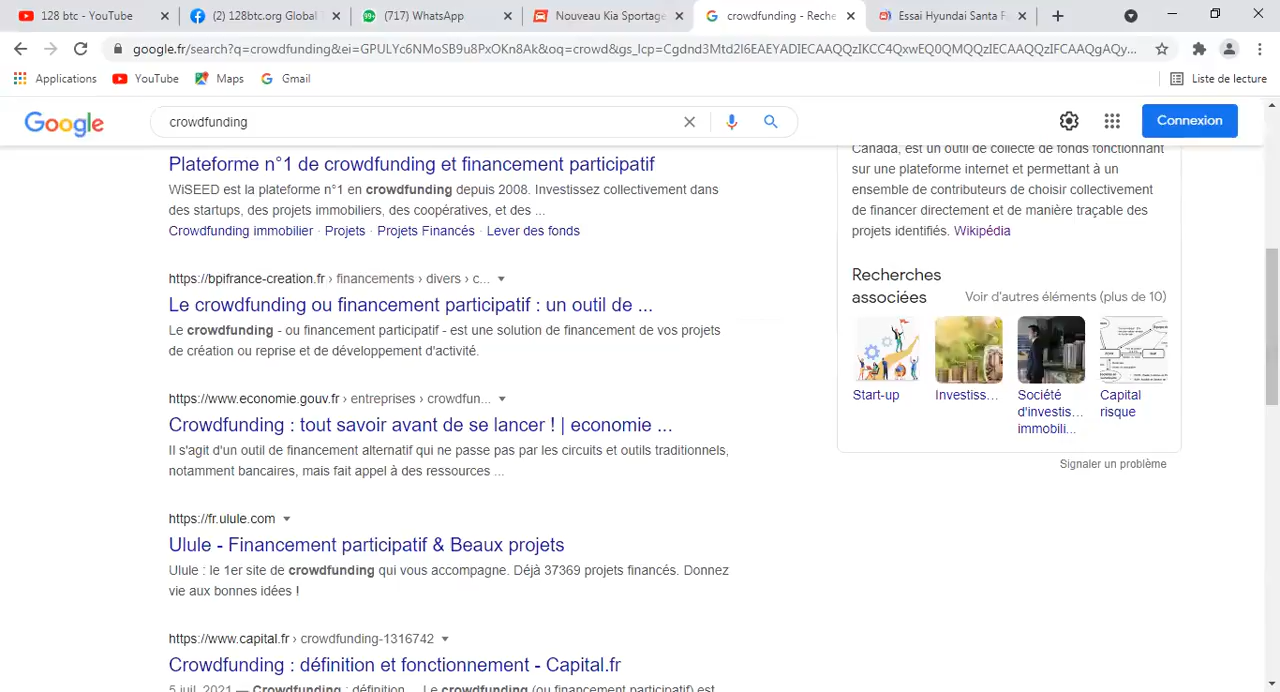 128 btc - YouTube
(2) 128btc.org Global
(717) WhatsApp
Nouveau Kia Sportage
crowdfunding - Reche
Essai Hyundai Santa F
google.fr/search?q=crowdfunding&ei=GPULYc6NMoSB9u8PxOKn8Ak&oq=crowd&gs_lcp=Cgdnd3Mtd2l6EAEYADIECAAQQzIKCC4QxwEQ0QMQQzIECAAQQzIFCAAQgAQy...
Applications
YouTube
Maps
Gmail
Liste de lecture
Google
crowdfunding
Connexion
Plateforme n°1 de crowdfunding et financement participatif
WiSEED est la plateforme n°1 en crowdfunding depuis 2008. Investissez collectivement dans
des startups, des projets immobiliers, des coopératives, et des ...
Crowdfunding immobilier · Projets · Projets Financés · Lever des fonds
https://bpifrance-creation.fr › financements › divers › c...
Le crowdfunding ou financement participatif : un outil de ...
Le crowdfunding - ou financement participatif - est une solution de financement de vos projets
de création ou reprise et de développement d'activité.
https://www.economie.gouv.fr › entreprises › crowdfun...
Crowdfunding : tout savoir avant de se lancer ! | economie ...
Il s'agit d'un outil de financement alternatif qui ne passe pas par les circuits et outils traditionnels,
notamment bancaires, mais fait appel à des ressources ...
https://fr.ulule.com
Ulule - Financement participatif & Beaux projets
Ulule : le 1er site de crowdfunding qui vous accompagne. Déjà 37369 projets financés. Donnez
vie aux bonnes idées !
https://www.capital.fr › crowdfunding-1316742
Crowdfunding : définition et fonctionnement - Capital.fr
5 juil. 2021 — Crowdfunding : définition ... Le crowdfunding (ou financement participatif) est
Canada, est un outil de collecte de fonds fonctionnant
sur une plateforme internet et permettant à un
ensemble de contributeurs de choisir collectivement
de financer directement et de manière traçable des
projets identifiés. Wikipédia
Recherches
associées
Voir d'autres éléments (plus de 10)
Start-up
Investiss...
Société
d'investis...
immobili...
Capital
risque
Signaler un problème